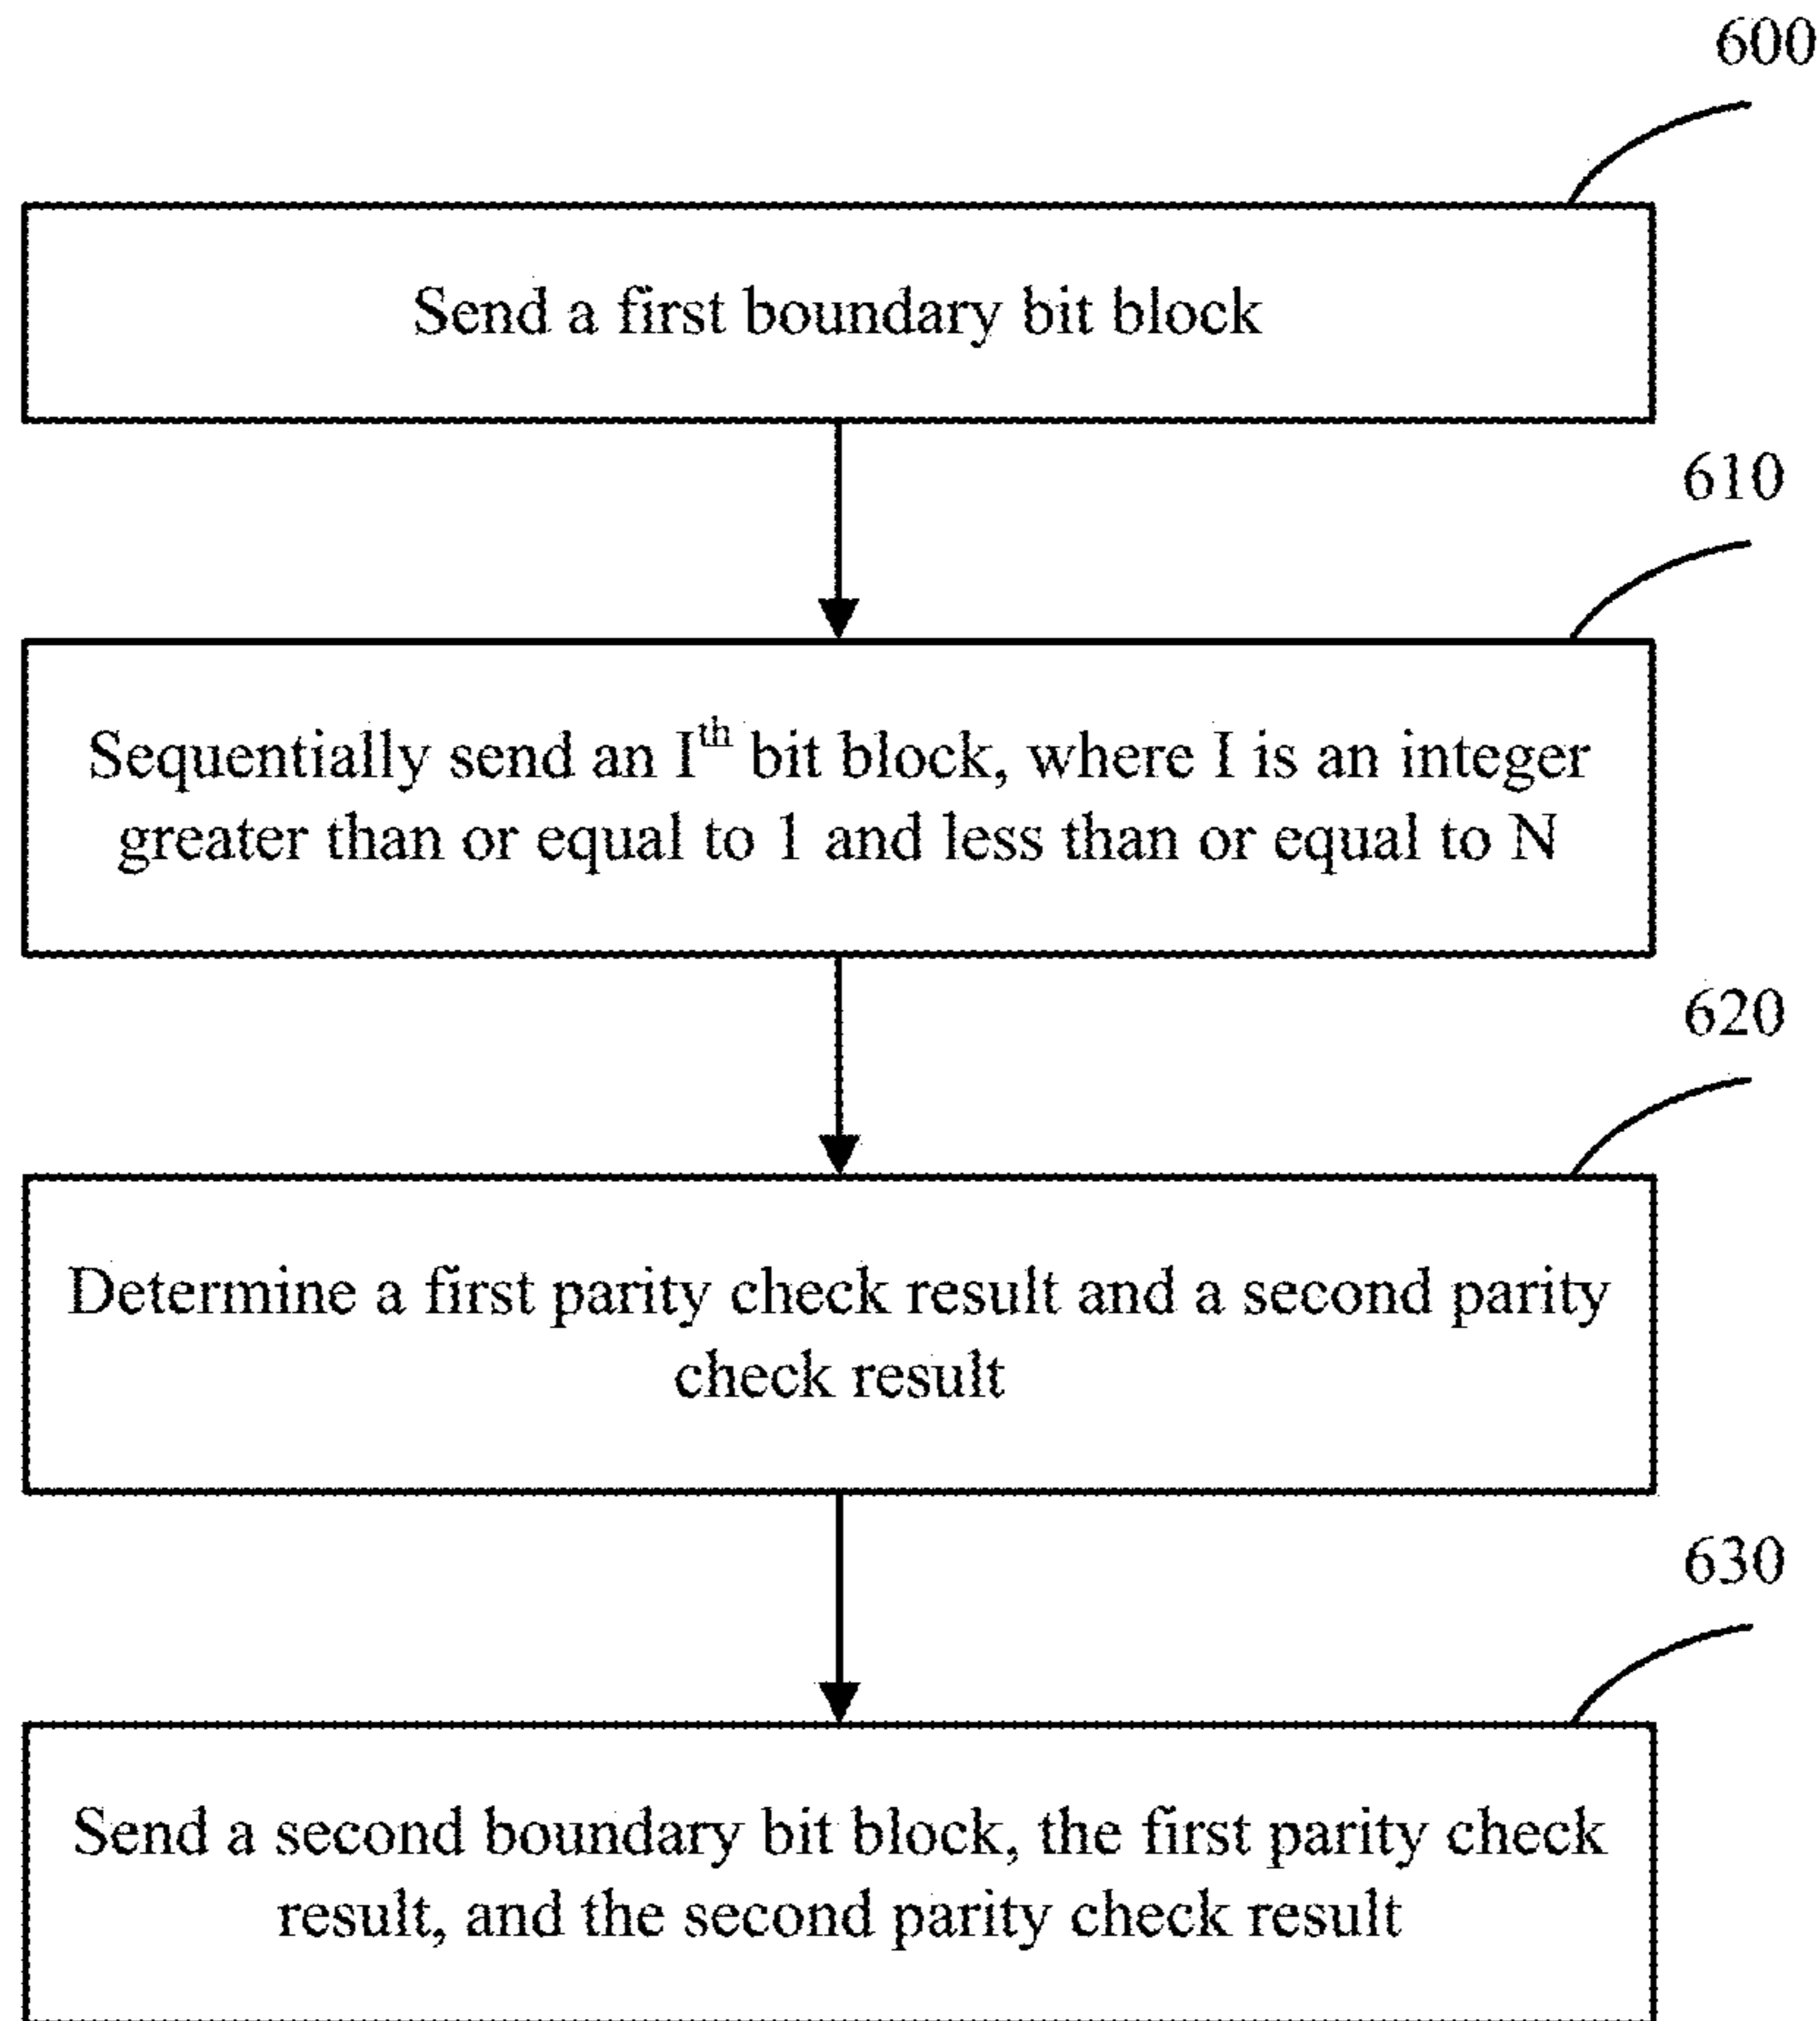 600
Send a first boundary bit block
610
Sequentially send an Ith bit block, where I is an integer
greater than or equal to 1 and less than or equal to N
620
Determine a first parity check result and a second parity
check result
630
Send a second boundary bit block, the first parity check
result, and the second parity check result